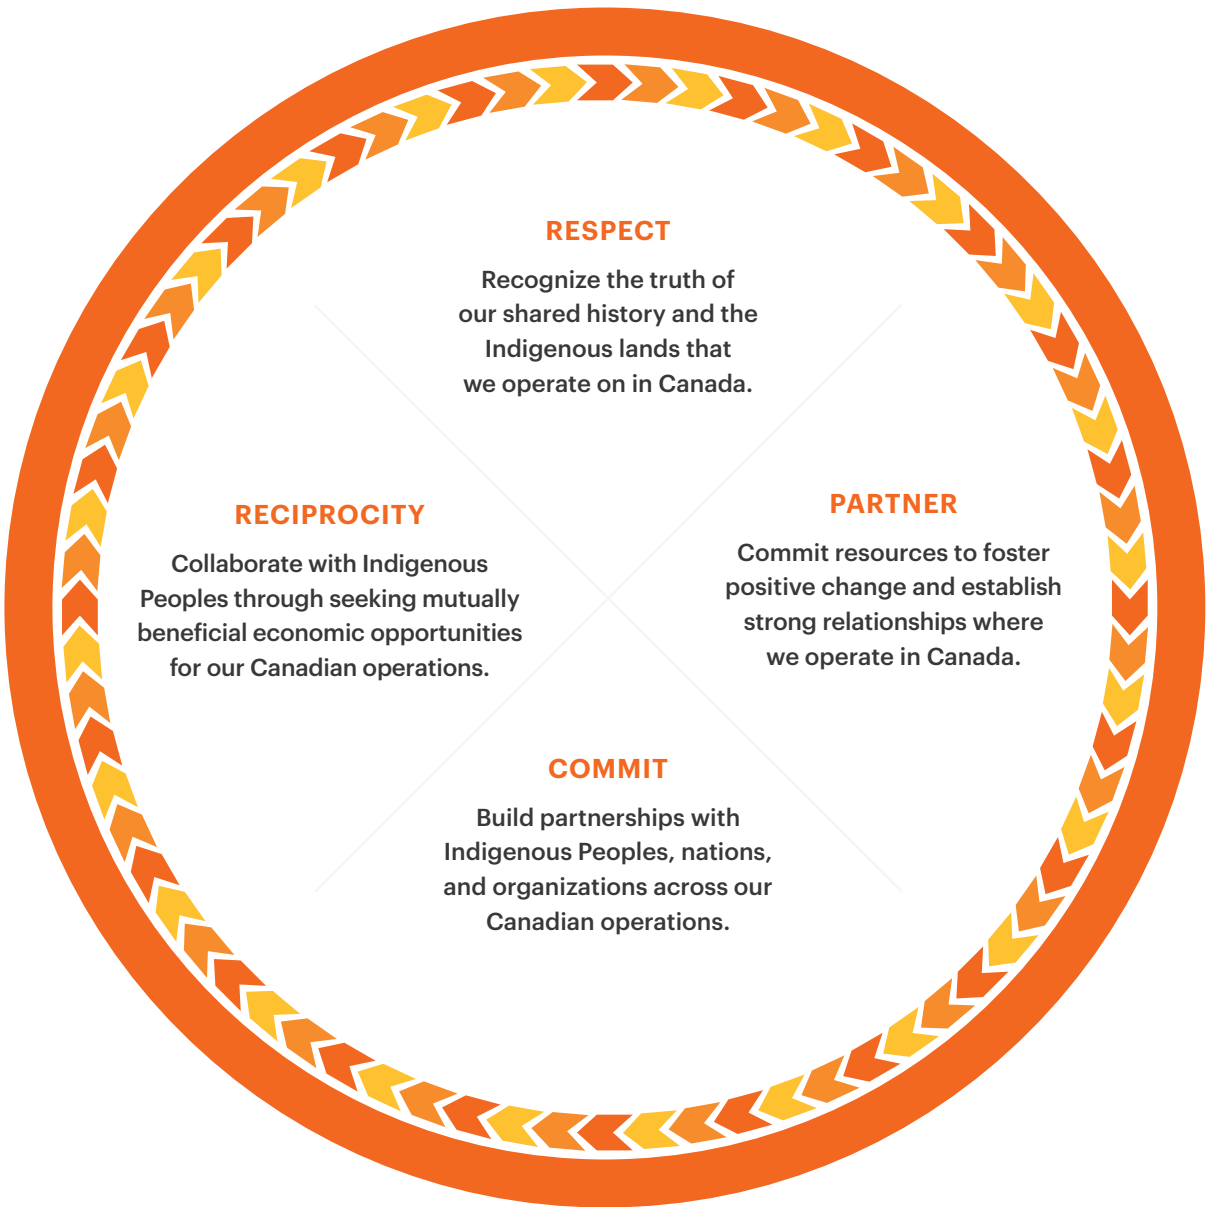 RESPECT
Recognize the truth of
our shared history and the
Indigenous lands that
we operate on in Canada.
RECIPROCITY
Collaborate with Indigenous
Peoples through seeking mutually
beneficial economic opportunities
for our Canadian operations.
PARTNER
Commit resources to foster
positive change and establish
strong relationships where
we operate in Canada.
COMMIT
Build partnerships with
Indigenous Peoples, nations,
and organizations across our
Canadian operations.